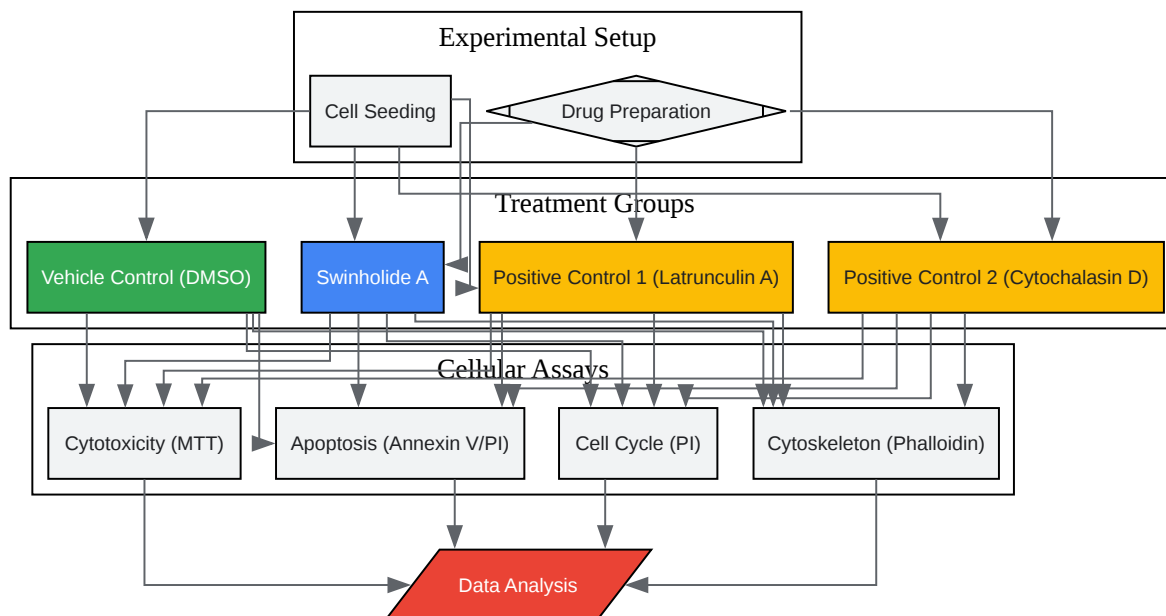 Experimental Setup
Cell Seeding
Drug Preparation
Treatment Groups
Vehicle Control (DMSO)
Swinholide A
Positive Control 1 (Latrunculin A)
Positive Control 2 (Cytochalasin D)
Cellular Assays
Cytotoxicity (MTT)
Apoptosis (Annexin V/PI)
Cell Cycle (PI)
Cytoskeleton (Phalloidin)
Data Analysis